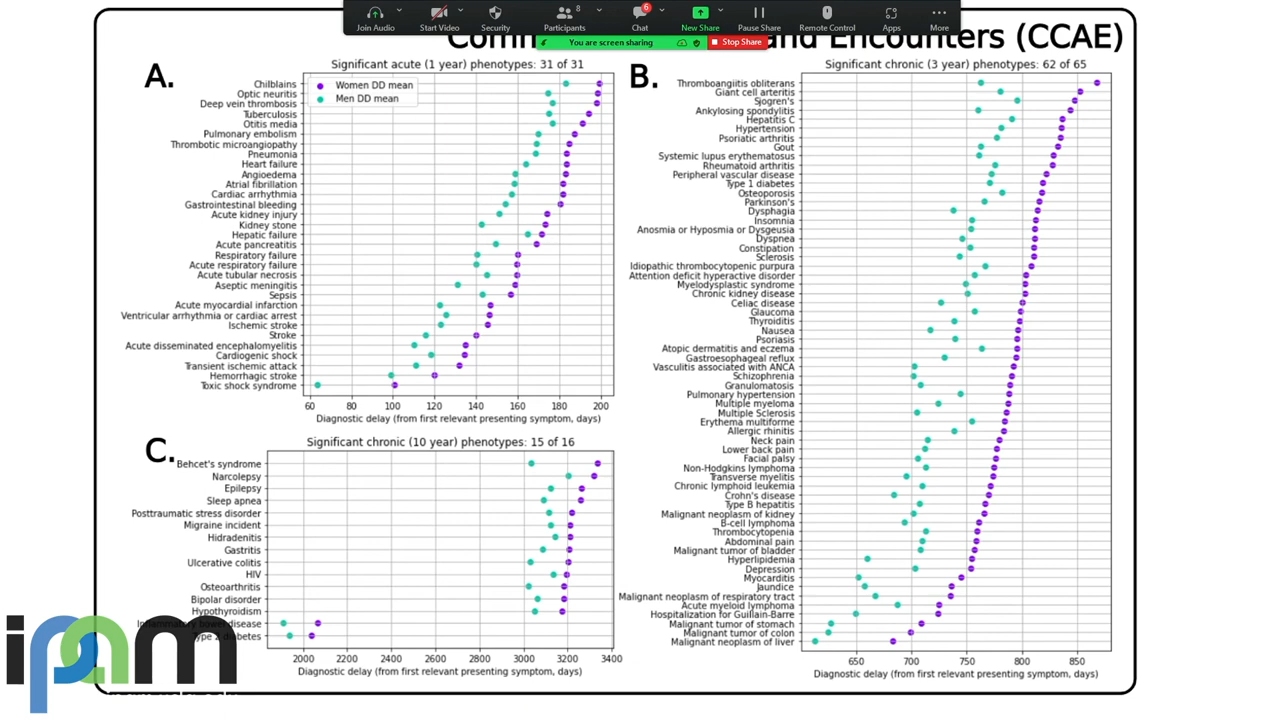 Join Audio
Start Video
Security
8
Participants
6
Chat
New Share
Pause Share
Remote Control
Apps
More
You are screen sharing
Stop Share
and Encounters (CCAE)
A.
Significant acute (1 year) phenotypes: 31 of 31
Women DD mean
Men DD mean
Chilblains
Optic neuritis
Deep vein thrombosis
Tuberculosis
Otitis media
Pulmonary embolism
Thrombotic microangiopathy
Pneumonia
Heart failure
Angioedema
Atrial fibrillation
Cardiac arrhythmia
Gastrointestinal bleeding
Acute kidney injury
Kidney stone
Hepatic failure
Acute pancreatitis
Respiratory failure
Acute respiratory failure
Acute tubular necrosis
Aseptic meningitis
Sepsis
Acute myocardial infarction
Ventricular arrhythmia or cardiac arrest
Ischemic stroke
Stroke
Acute disseminated encephalomyelitis
Cardiogenic shock
Transient ischemic attack
Hemorrhagic stroke
Toxic shock syndrome
60 80 100 120 140 160 180 200
Diagnostic delay (from first relevant presenting symptom, days)
B.
Significant chronic (3 year) phenotypes: 62 of 65
Thromboangiitis obliterans
Giant cell arteritis
Sjogren's
Ankylosing spondylitis
Hepatitis C
Hypertension
Psoriatic arthritis
Gout
Systemic lupus erythematosus
Rheumatoid arthritis
Peripheral vascular disease
Type 1 diabetes
Osteoporosis
Parkinson's
Dysphagia
Insomnia
Anosmia or Hyposmia or Dysgeusia
Dyspnea
Constipation
Sclerosis
Idiopathic thrombocytopenic purpura
Attention deficit hyperactive disorder
Myelodysplastic syndrome
Chronic kidney disease
Celiac disease
Glaucoma
Thyroiditis
Nausea
Psoriasis
Atopic dermatitis and eczema
Gastroesophageal reflux
Vasculitis associated with ANCA
Schizophrenia
Granulomatosis
Pulmonary hypertension
Multiple myeloma
Multiple Sclerosis
Erythema multiforme
Allergic rhinitis
Neck pain
Lower back pain
Facial palsy
Non-Hodgkins lymphoma
Transverse myelitis
Chronic lymphoid leukemia
Crohn's disease
Type B hepatitis
Malignant neoplasm of kidney
B-cell lymphoma
Thrombocytopenia
Abdominal pain
Malignant tumor of bladder
Hyperlipidemia
Depression
Myocarditis
Jaundice
Malignant neoplasm of respiratory tract
Acute myeloid lymphoma
Hospitalization for Guillain-Barre
Malignant tumor of stomach
Malignant tumor of colon
Malignant neoplasm of liver
650 700 750 800 850
Diagnostic delay (from first relevant presenting symptom, days)
C.
Significant chronic (10 year) phenotypes: 15 of 16
Behcet's syndrome
Narcolepsy
Epilepsy
Sleep apnea
Posttraumatic stress disorder
Migraine incident
Hidradenitis
Gastritis
Ulcerative colitis
HIV
Osteoarthritis
Bipolar disorder
Hypothyroidism
Inflammatory bowel disease
Type 2 diabetes
2000 2200 2400 2600 2800 3000 3200 3400
Diagnostic delay (from first relevant presenting symptom, days)
ipam